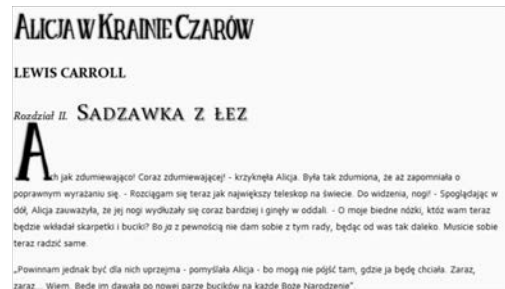 Alicja w Krainie Czarów
LEWIS CARROLL
Rozdział II. Sadzawka z łez
Ach jak zdumiewająco! Coraz zdumiewającej! - krzyknęła Alicja. Była tak zdumiona, że aż zapomniała o
poprawnym wyrażaniu się. - Rozciągam się teraz jak największy teleskop na świecie. Do widzenia, nogi! - Spoglądając w
dół, Alicja zauważyła, że jej nogi wydłużały się coraz bardziej i ginęły w oddali. - O moje biedne nóżki, któż wam teraz
będzie wkładał skarpetki i buciki? Bo ja z pewnością nie dam sobie z tym rady, będąc od was tak daleko. Musicie sobie
teraz radzić same.
„Powinnam jednak być dla nich uprzejma - pomyślała Alicja - bo mogą nie pójść tam, gdzie ja będę chciała. Zaraz,
zaraz... Wiem. Będę im dawała po nowej parze bucików na każde Boże Narodzenie”.